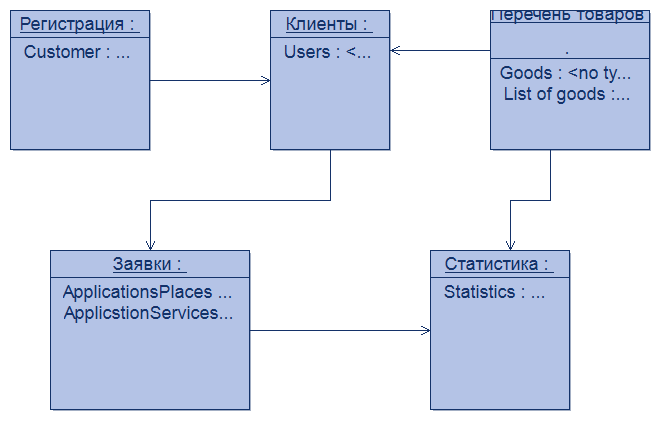 Регистрация :
Customer : ...
Клиенты :
Users : <...
Перечень товаров
:
Goods : <no ty...
List of goods :...
Заявки :
ApplicationsPlaces ...
ApplicstionServices...
Статистика :
Statistics : ...